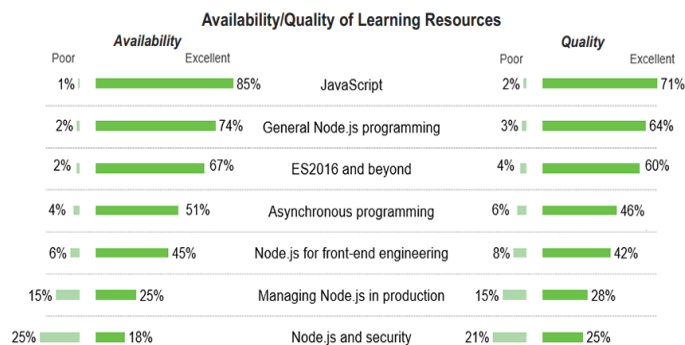 Availability/Quality of Learning Resources
Availability Quality
Poor Excellent Poor Excellent
1% 85% JavaScript 2% 71%
2% 74% General Node.js programming 3% 64%
2% 67% ES2016 and beyond 4% 60%
4% 51% Asynchronous programming 6% 46%
6% 45% Node.js for front-end engineering 8% 42%
15% 25% Managing Node.js in production 15% 28%
25% 18% Node.js and security 21% 25%